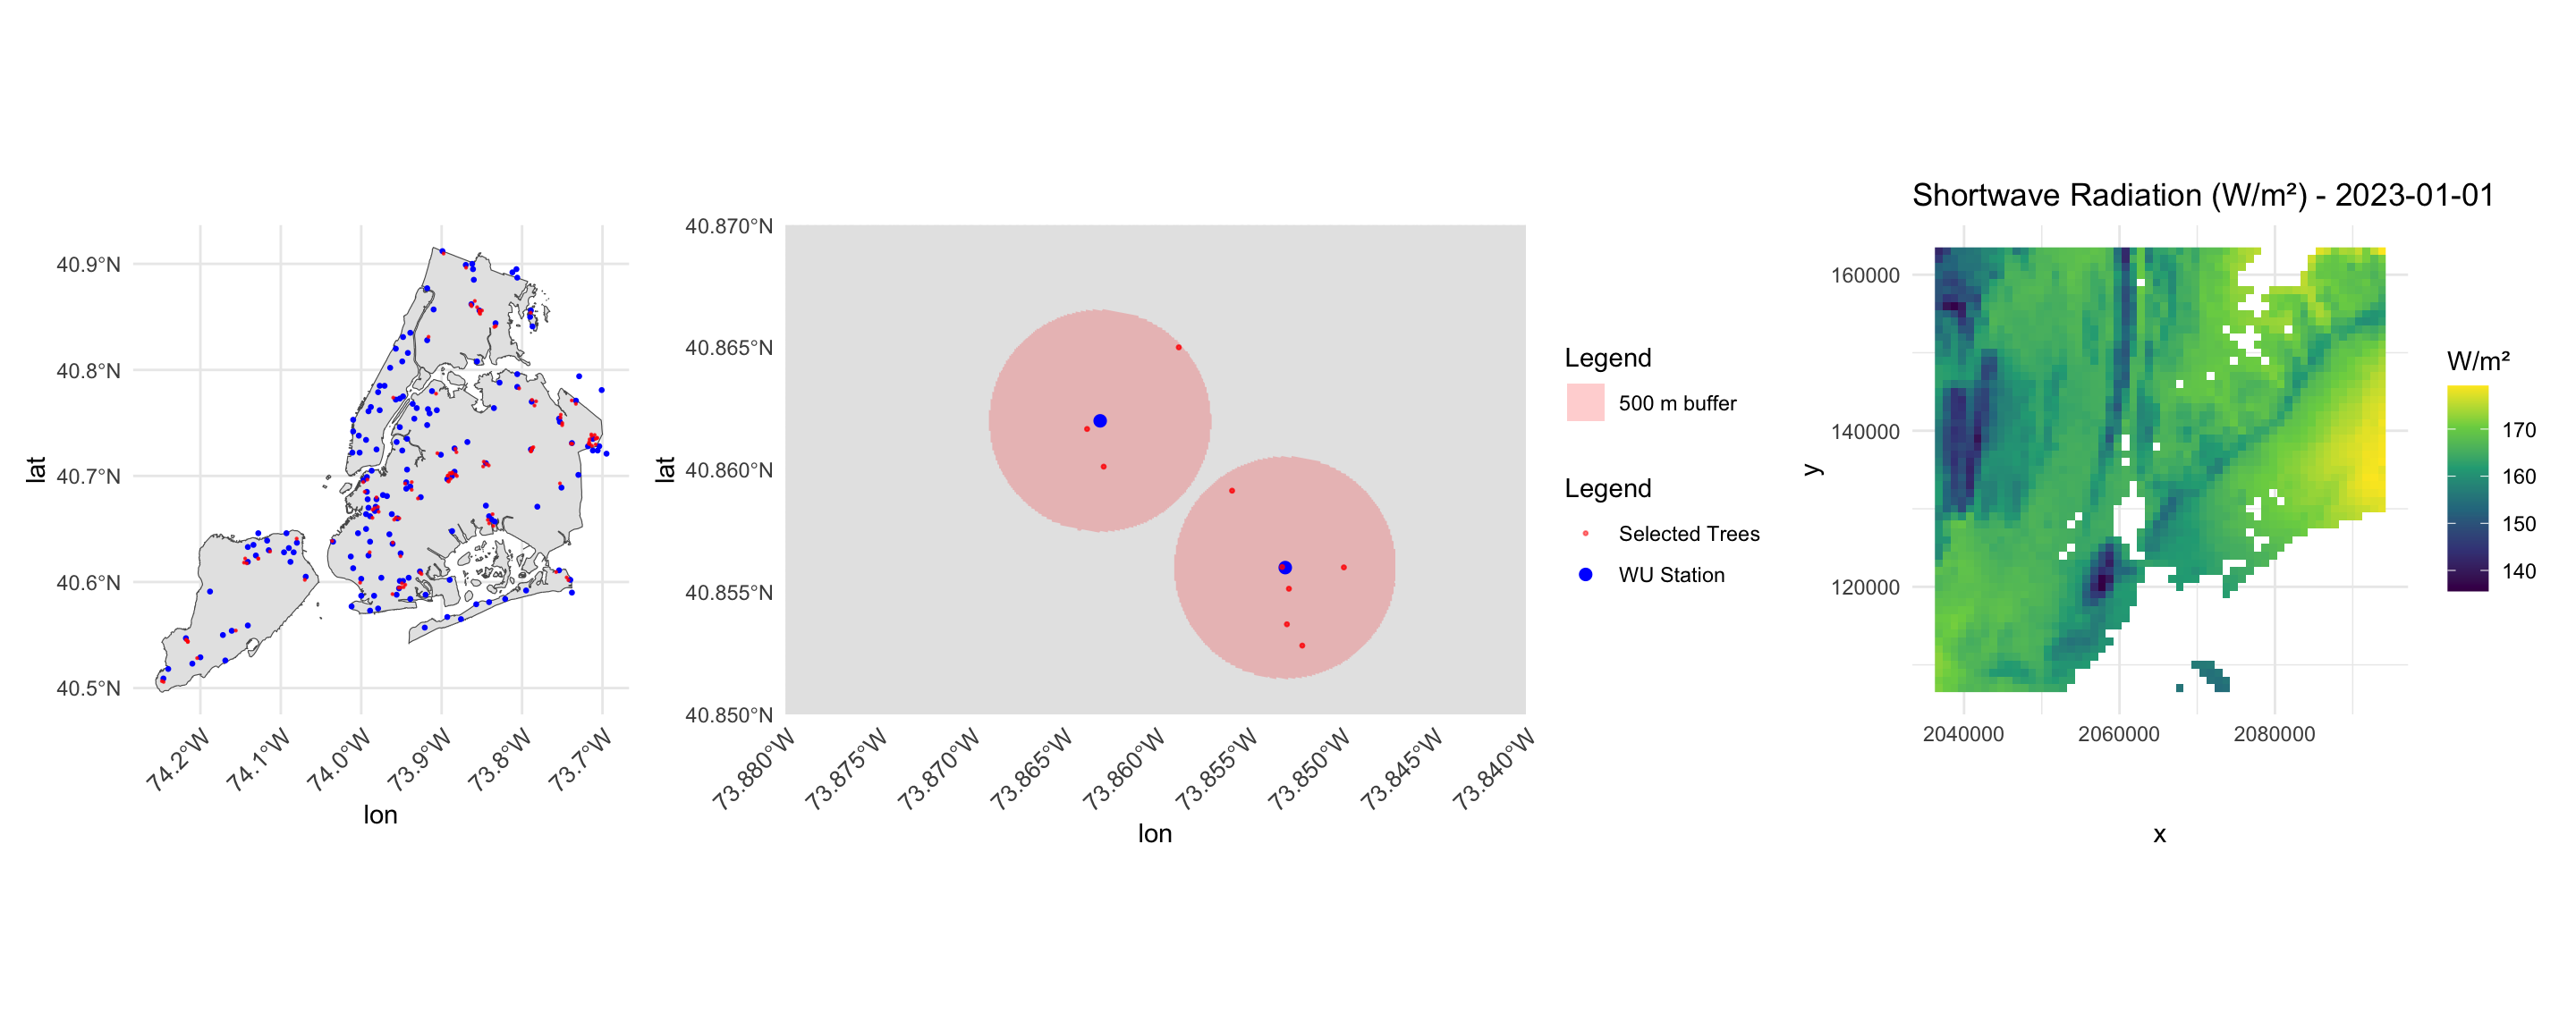 40.9°N
40.8°N
40.7°N
40.6°N
40.5°N
lat
74.2°W
74.1°W
74.0°W
73.9°W
73.8°W
73.7°W
lon
40.870°N
40.865°N
40.860°N
40.855°N
40.850°N
lat
73.880°W
73.875°W
73.870°W
73.865°W
73.860°W
73.855°W
73.850°W
73.845°W
73.840°W
lon
Legend
500 m buffer
Legend
Selected Trees
WU Station
Shortwave Radiation (W/m²) - 2023-01-01
160000
140000
120000
y
2040000
2060000
2080000
x
W/m²
170
160
150
140